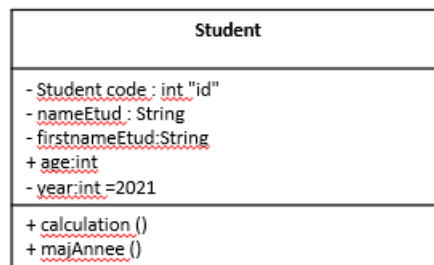 Student
- Student code : int "id"
- nameEtud : String
- firstnameEtud:String
+ age:int
- year:int =2021
+ calculation ()
+ majAnnee ()